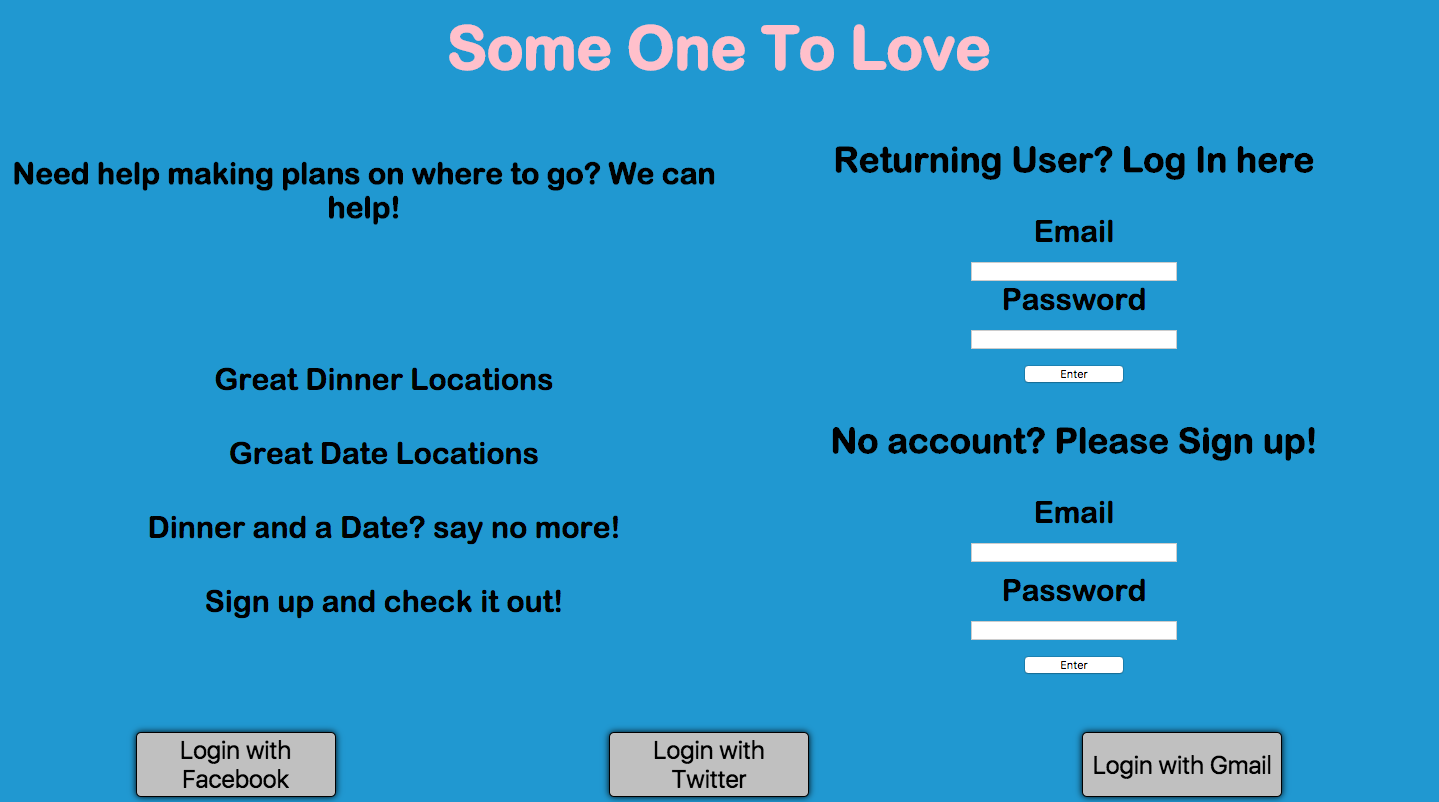 Some One To Love
Need help making plans on where to go? We can
help!
Great Dinner Locations
Great Date Locations
Dinner and a Date? say no more!
Sign up and check it out!
Returning User? Log In here
Email
Password
Enter
No account? Please Sign up!
Email
Password
Enter
Login with
Facebook
Login with
Twitter
Login with Gmail